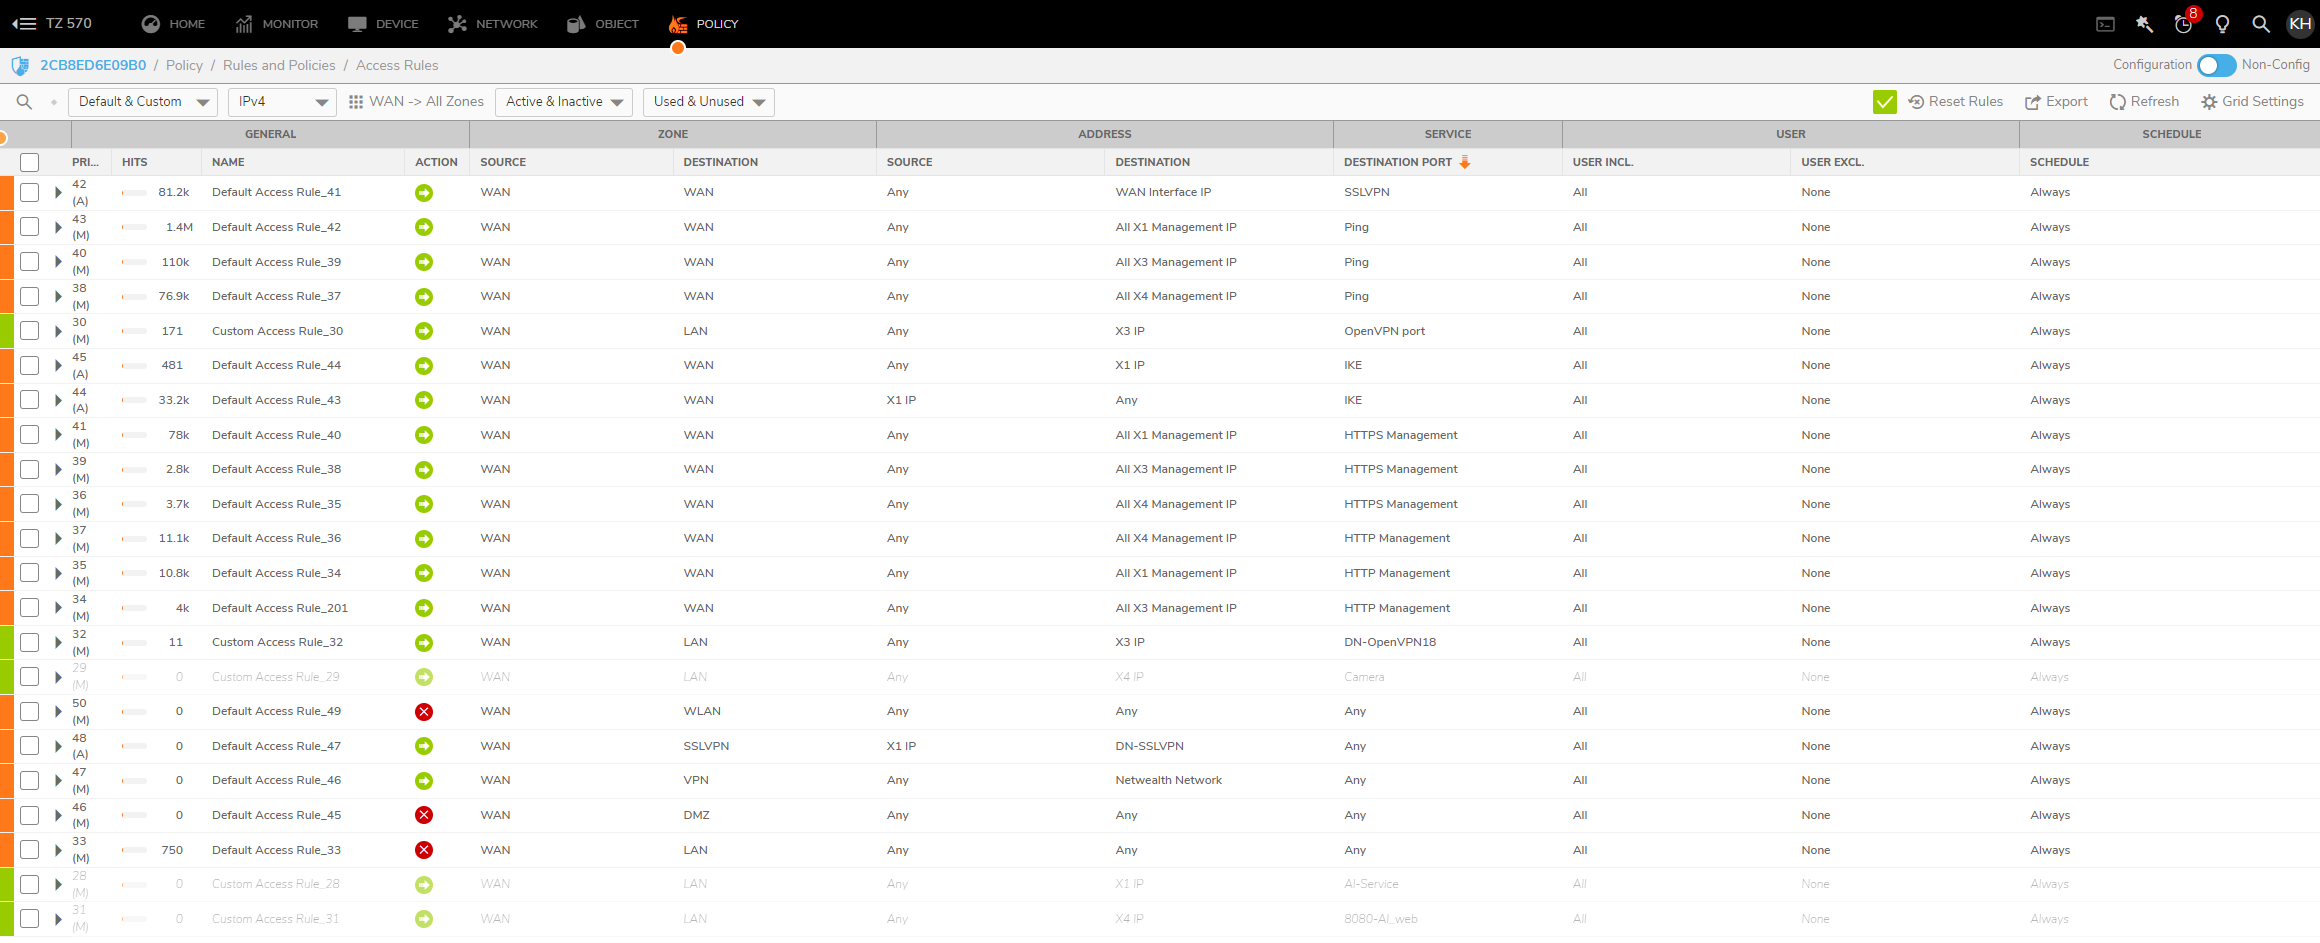 TZ 570 HOME MONITOR DEVICE NETWORK OBJECT POLICY 8 KH
2CB8ED6E09B0 / Policy / Rules and Policies / Access Rules Configuration Non-Config
Default & Custom IPv4 WAN -> All Zones Active & Inactive Used & Unused Reset Rules Export Refresh Grid Settings
GENERAL ZONE ADDRESS SERVICE USER SCHEDULE
PRI... HITS NAME ACTION SOURCE DESTINATION SOURCE DESTINATION DESTINATION PORT USER INCL. USER EXCL. SCHEDULE
42 (A) 81.2k Default Access Rule_41 WAN WAN Any WAN Interface IP SSLVPN All None Always
43 (M) 1.4M Default Access Rule_42 WAN WAN Any All X1 Management IP Ping All None Always
40 (M) 110k Default Access Rule_39 WAN WAN Any All X3 Management IP Ping All None Always
38 (M) 76.9k Default Access Rule_37 WAN WAN Any All X4 Management IP Ping All None Always
30 (M) 171 Custom Access Rule_30 WAN LAN Any X3 IP OpenVPN port All None Always
45 (A) 481 Default Access Rule_44 WAN WAN Any X1 IP IKE All None Always
44 (A) 33.2k Default Access Rule_43 WAN WAN X1 IP Any IKE All None Always
41 (M) 78k Default Access Rule_40 WAN WAN Any All X1 Management IP HTTPS Management All None Always
39 (M) 2.8k Default Access Rule_38 WAN WAN Any All X3 Management IP HTTPS Management All None Always
36 (M) 3.7k Default Access Rule_35 WAN WAN Any All X4 Management IP HTTPS Management All None Always
37 (M) 11.1k Default Access Rule_36 WAN WAN Any All X4 Management IP HTTP Management All None Always
35 (M) 10.8k Default Access Rule_34 WAN WAN Any All X1 Management IP HTTP Management All None Always
34 (M) 4k Default Access Rule_201 WAN WAN Any All X3 Management IP HTTP Management All None Always
32 (M) 11 Custom Access Rule_32 WAN LAN Any X3 IP DN-OpenVPN18 All None Always
29 (M) 0 Custom Access Rule_29 WAN LAN Any X4 IP Camera All None Always
50 (M) 0 Default Access Rule_49 WAN WLAN Any Any Any All None Always
48 (A) 0 Default Access Rule_47 WAN SSLVPN X1 IP DN-SSLVPN Any All None Always
47 (M) 0 Default Access Rule_46 WAN VPN Any Netwealth Network Any All None Always
46 (M) 0 Default Access Rule_45 WAN DMZ Any Any Any All None Always
33 (M) 750 Default Access Rule_33 WAN LAN Any Any Any All None Always
28 (M) 0 Custom Access Rule_28 WAN LAN Any X1 IP AI-Service All None Always
31 (M) 0 Custom Access Rule_31 WAN LAN Any X4 IP 8080-AI_web All None Always